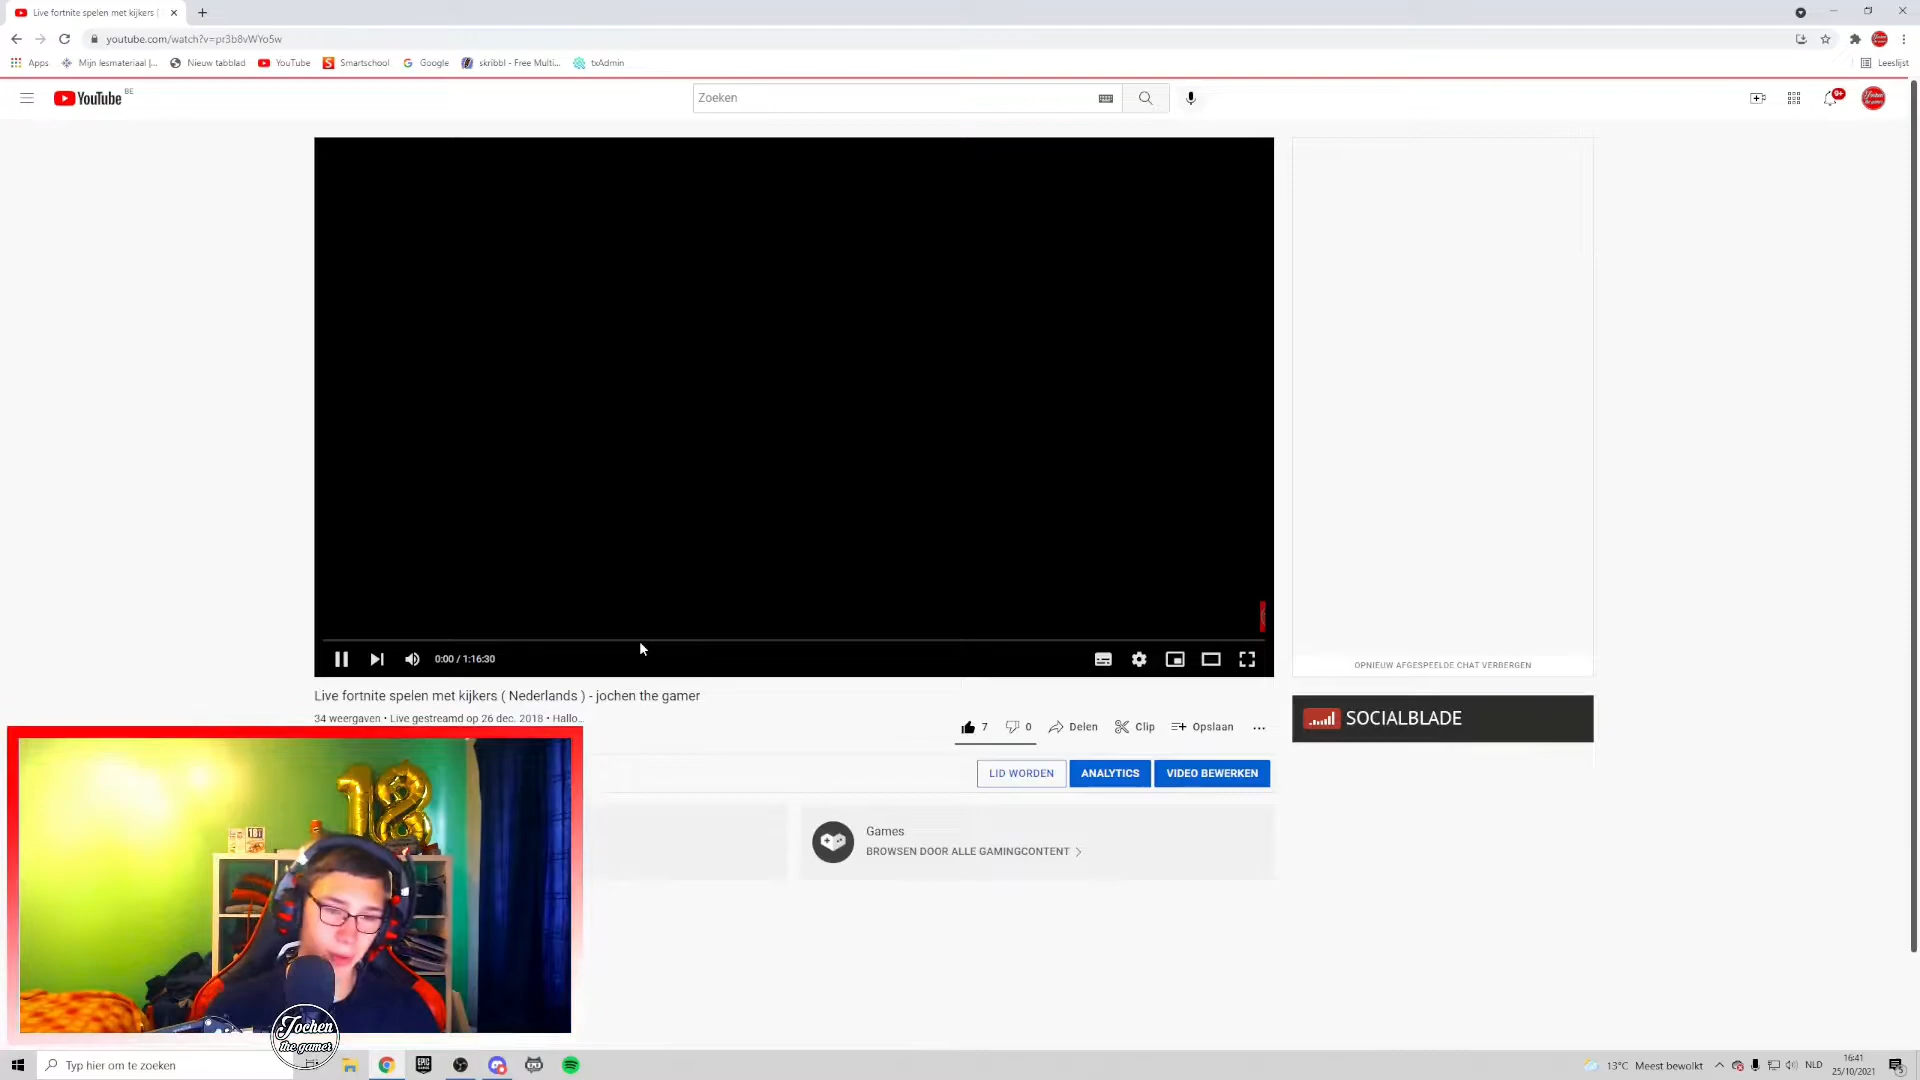 Live fortnite spelen met kijkers (
youtube.com/watch?v=pr3b8vWYo5w
Apps
Mijn lesmateriaal |...
Nieuw tabblad
YouTube
Smartschool
Google
skribbl - Free Multi...
txAdmin
Leeslijst
YouTube BE
Zoeken
9+
0:00 / 1:16:30
OPNIEUW AFGESPEELDE CHAT VERBERGEN
Live fortnite spelen met kijkers ( Nederlands ) - jochen the gamer
34 weergaven • Live gestreamd op 26 dec. 2018 • Hallo...
7
0
Delen
Clip
Opslaan
SOCIALBLADE
LID WORDEN
ANALYTICS
VIDEO BEWERKEN
Games
BROWSEN DOOR ALLE GAMINGCONTENT
18
Jochen
the gamer
Typ hier om te zoeken
EPIC
GAMES
13°C Meest bewolkt
NLD
16:41
25/10/2021